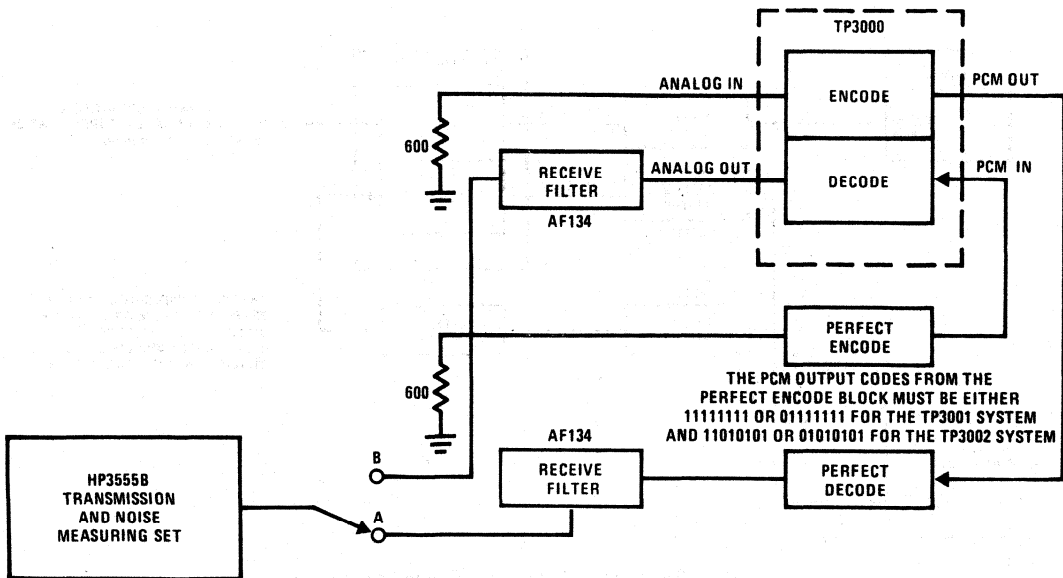 TP3000
ANALOG IN
PCM OUT
ENCODE
600
RECEIVE
FILTER
AF134
ANALOG OUT
DECODE
PCM IN
PERFECT
ENCODE
600
THE PCM OUTPUT CODES FROM THE
PERFECT ENCODE BLOCK MUST BE EITHER
11111111 OR 01111111 FOR THE TP3001 SYSTEM
AND 11010101 OR 01010101 FOR THE TP3002 SYSTEM
AF134
RECEIVE
FILTER
PERFECT
DECODE
B
A
HP3555B
TRANSMISSION
AND NOISE
MEASURING SET